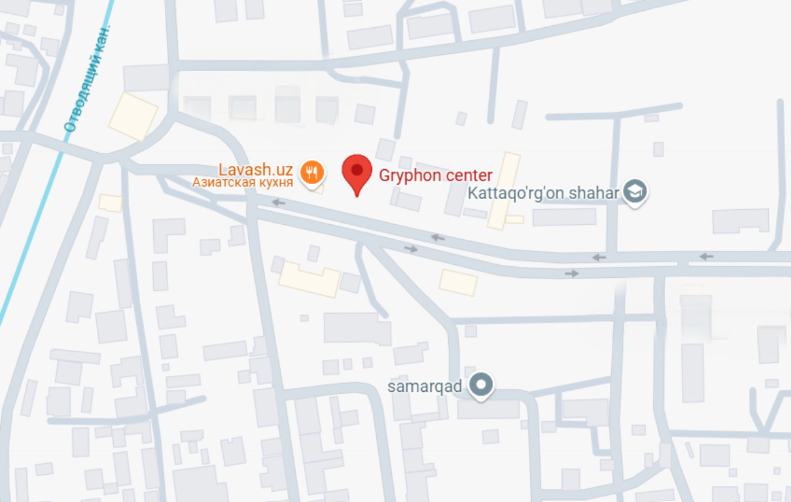 Отводящий кан.
Lavash.uz
Азиатская кухня
Gryphon center
Kattaqo'rg'on shahar
samarqad